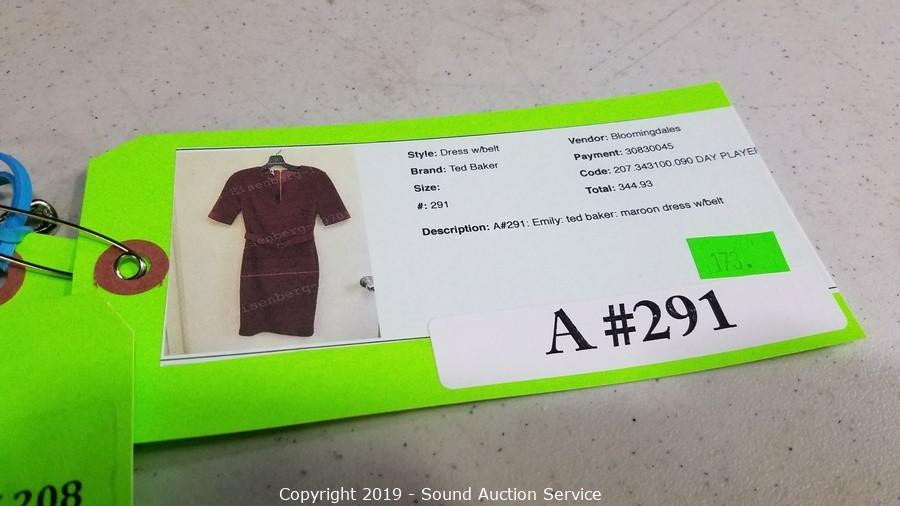 Style: Dress w/belt
Brand: Ted Baker
Size:
#: 291
Vendor: Bloomingdales
Payment: 30830045
Code: 207.343100.090 DAY PLAYER
Total: 344.93
Description: A#291: Emily: ted baker: maroon dress w/belt
173.
A #291
208
Copyright 2019 - Sound Auction Service